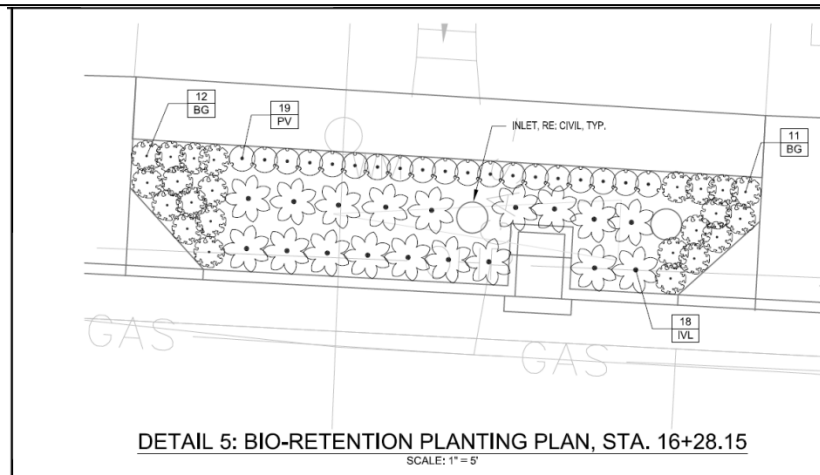 12
BG
19
PV
INLET, RE: CIVIL, TYP.
11
BG
18
IVL
GAS
GAS
DETAIL 5: BIO-RETENTION PLANTING PLAN, STA. 16+28.15
SCALE: 1" = 5'